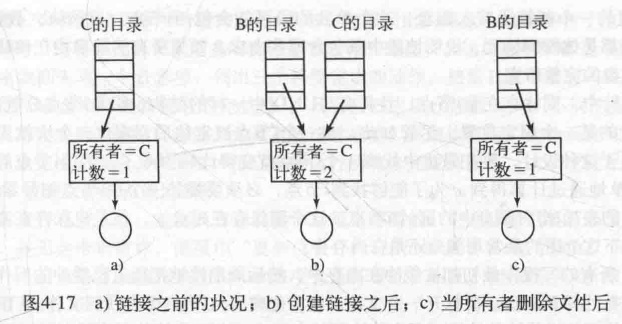 C的目录
B的目录
C的目录
B的目录
所有者=C
计数=1
所有者=C
计数=2
所有者=C
计数=1
a)
b)
c)
图4-17 a) 链接之前的状况；b) 创建链接之后；c) 当所有者删除文件后